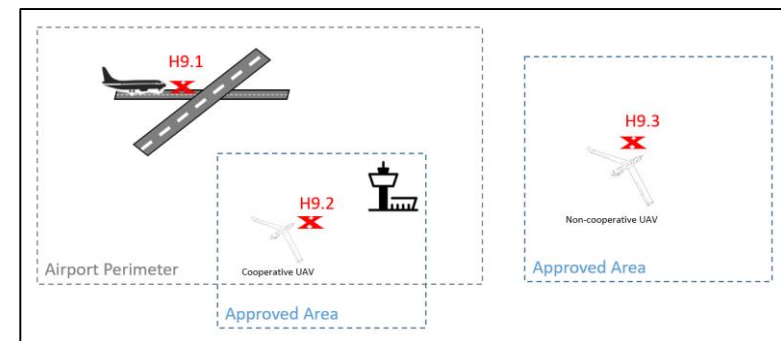 H9.1
H9.3
H9.2
Non-cooperative UAV
Airport Perimeter
Cooperative UAV
Approved Area
Approved Area